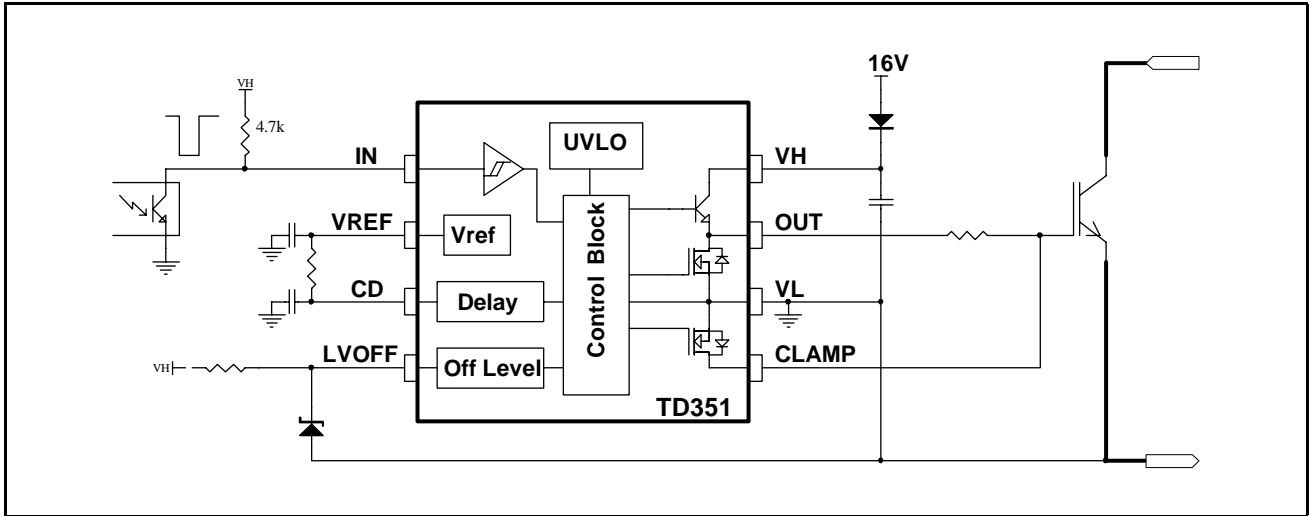 16V
VH
4.7k
UVLO
IN
VH
VREF
Vref
Control Block
OUT
CD
Delay
VL
LVOFF
VH
Off Level
CLAMP
TD351